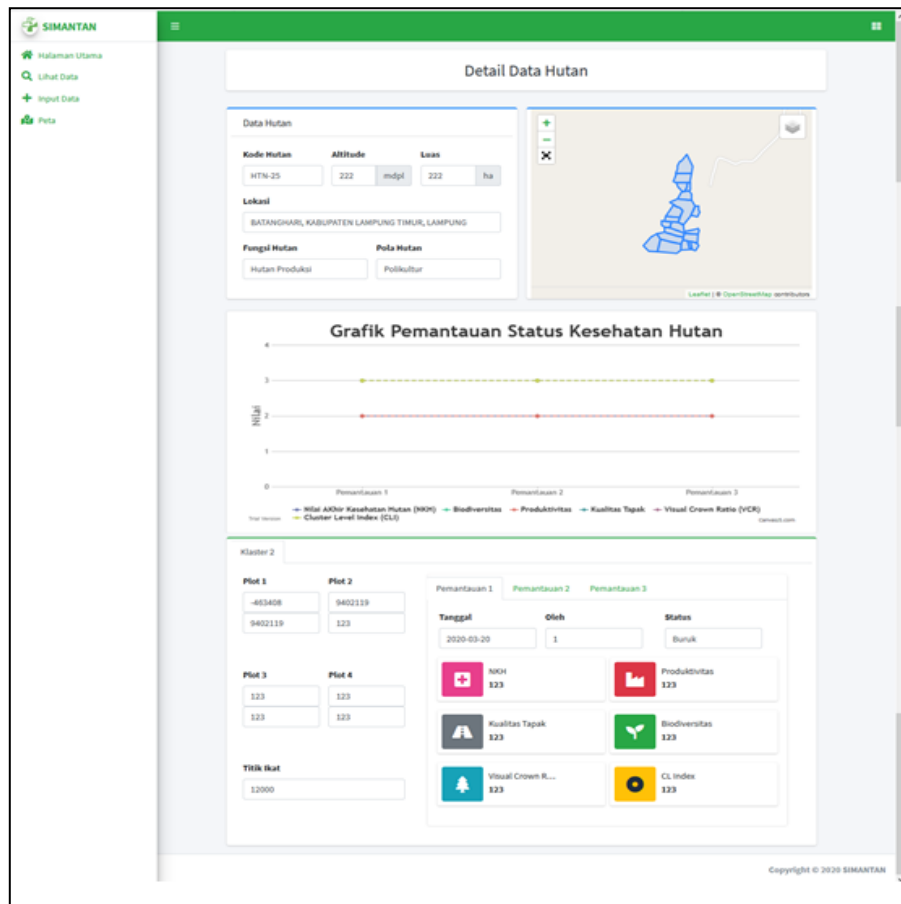 SIMANTAN
Halaman Utama
Lihat Data
Input Data
Peta
Detail Data Hutan
Data Hutan
Kode Hutan Altitude Luas
HTN-25 222 mdpl 222 ha
Lokasi
BATANGHARI, KABUPATEN LAMPUNG TIMUR, LAMPUNG
Fungsi Hutan Pola Hutan
Hutan Produksi Polikultur
+
−
Leaflet | © OpenStreetMap contributors
Grafik Pemantauan Status Kesehatan Hutan
4
3
Nilai
2
1
0
Pemantauan 1 Pemantauan 2 Pemantauan 3
Nilai AKhir Kesehatan Hutan (NKH) Biodiversitas Produktivitas Kualitas Tapak Visual Crown Ratio (VCR)
Cluster Level Index (CLI)
Trial Version
CanvasJS.com
Klaster 2
Plot 1 Plot 2
-463408 9402119
9402119 123
Plot 3 Plot 4
123 123
123 123
Titik Ikat
12000
Pemantauan 1 Pemantauan 2 Pemantauan 3
Tanggal Oleh Status
2020-03-20 1 Buruk
NKH
123
Produktivitas
123
Kualitas Tapak
123
Biodiversitas
123
Visual Crown R...
123
CL Index
123
Copyright © 2020 SIMANTAN